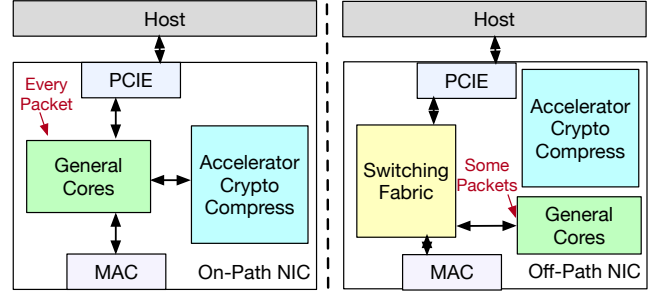 Host
PCIE
Every
Packet
General
Cores
Accelerator
Crypto
Compress
MAC
On-Path NIC
Host
PCIE
Accelerator
Crypto
Compress
Switching
Fabric
Some
Packets
General
Cores
MAC
Off-Path NIC